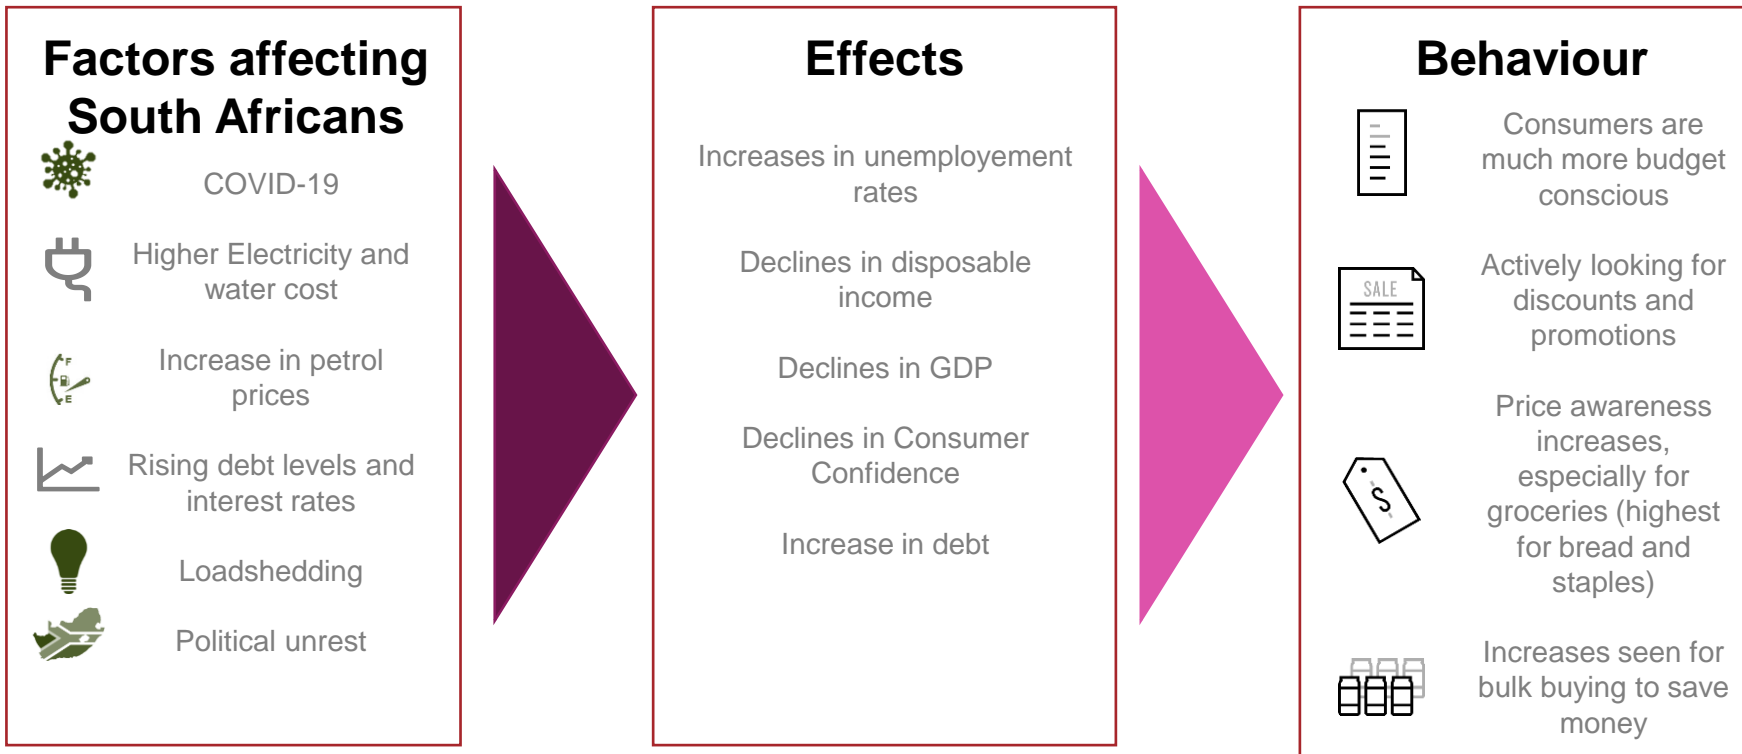 Factors affecting
South Africans
COVID-19
Higher Electricity and
water cost
F
E
Increase in petrol
prices
Rising debt levels and
interest rates
Loadshedding
Political unrest
Effects
Increases in unemployement
rates
Declines in disposable
income
Declines in GDP
Declines in Consumer
Confidence
Increase in debt
Behaviour
Consumers are
much more budget
conscious
SALE
Actively looking for
discounts and
promotions
$
Price awareness
increases,
especially for
groceries (highest
for bread and
staples)
Increases seen for
bulk buying to save
money